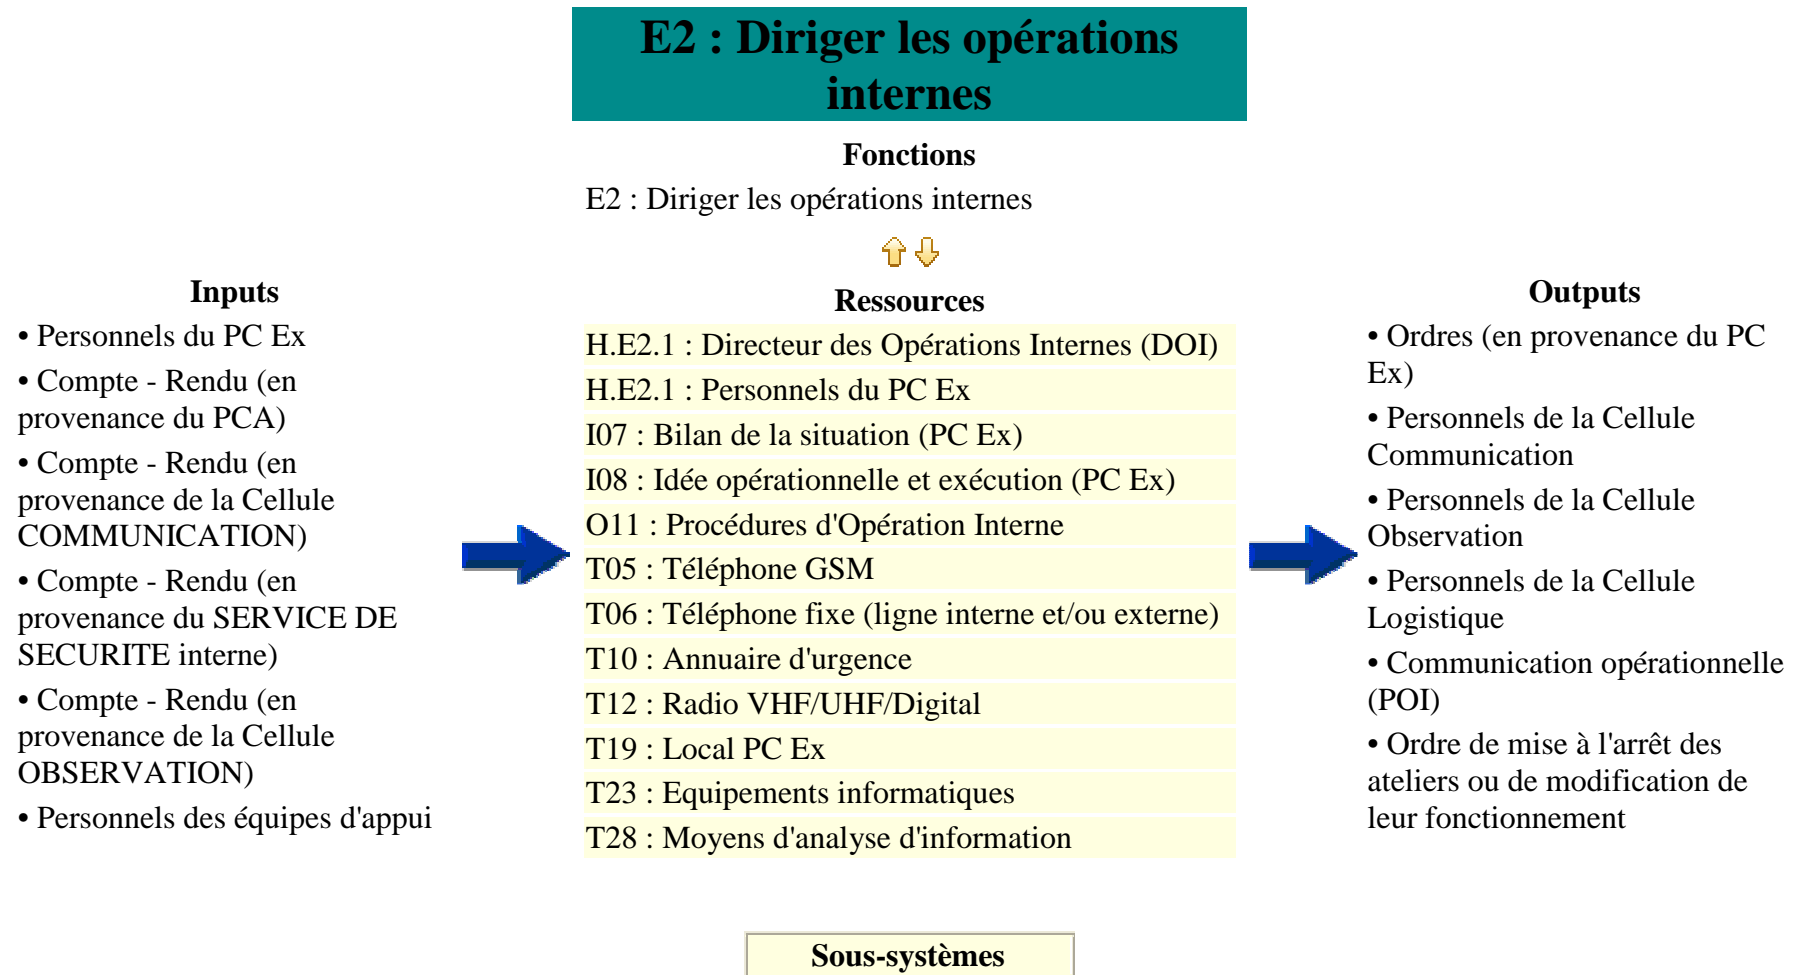 E2 : Diriger les opérations
internes
Fonctions
E2 : Diriger les opérations internes
Inputs
• Personnels du PC Ex
• Compte - Rendu (en
provenance du PCA)
• Compte - Rendu (en
provenance de la Cellule
COMMUNICATION)
• Compte - Rendu (en
provenance du SERVICE DE
SECURITE interne)
• Compte - Rendu (en
provenance de la Cellule
OBSERVATION)
• Personnels des équipes d'appui
Ressources
H.E2.1 : Directeur des Opérations Internes (DOI)
H.E2.1 : Personnels du PC Ex
I07 : Bilan de la situation (PC Ex)
I08 : Idée opérationnelle et exécution (PC Ex)
O11 : Procédures d'Opération Interne
T05 : Téléphone GSM
T06 : Téléphone fixe (ligne interne et/ou externe)
T10 : Annuaire d'urgence
T12 : Radio VHF/UHF/Digital
T19 : Local PC Ex
T23 : Equipements informatiques
T28 : Moyens d'analyse d'information
Outputs
• Ordres (en provenance du PC
Ex)
• Personnels de la Cellule
Communication
• Personnels de la Cellule
Observation
• Personnels de la Cellule
Logistique
• Communication opérationnelle
(POI)
• Ordre de mise à l'arrêt des
ateliers ou de modification de
leur fonctionnement
Sous-systèmes